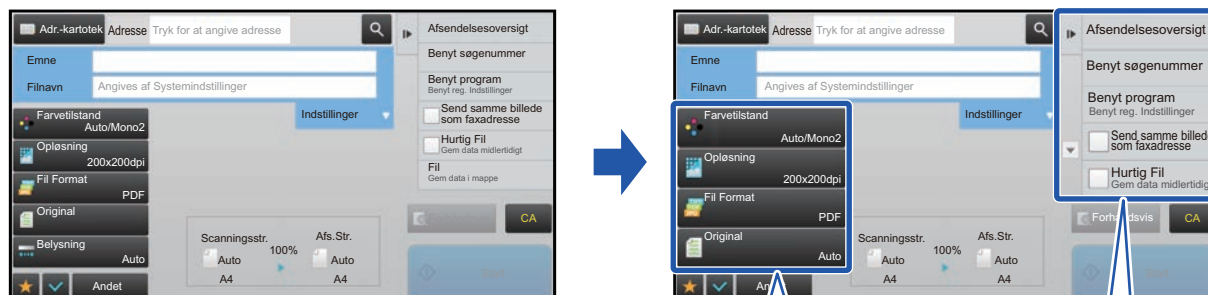 Adr.-kartotek Adresse Tryk for at angive adresse
Emne
Filnavn Angives af Systemindstillinger
Indstillinger
Farvetilstand
Auto/Mono2
Opløsning
200x200dpi
Fil Format
PDF
Original
Belysning
Auto
Andet
Scanningsstr. 100% Afs.Str.
Auto Auto
A4 A4
Afsendelsesoversigt
Benyt søgenummer
Benyt program
Benyt reg. Indstillinger
Send samme billede
som faxadresse
Hurtig Fil
Gem data midlertidigt
Fil
Gem data i mappe
CA
Adr.-kartotek Adresse Tryk for at angive adresse
Emne
Filnavn Angives af Systemindstillinger
Indstillinger
Farvetilstand
Auto/Mono2
Opløsning
200x200dpi
Fil Format
PDF
Original
Auto
Scanningsstr. 100% Afs.Str.
Auto Auto
A4 A4
Afsendelsesoversigt
Benyt søgenummer
Benyt program
Benyt reg. Indstillinger
Send samme
som faxadresse
Hurtig Fil
Gem data
CA